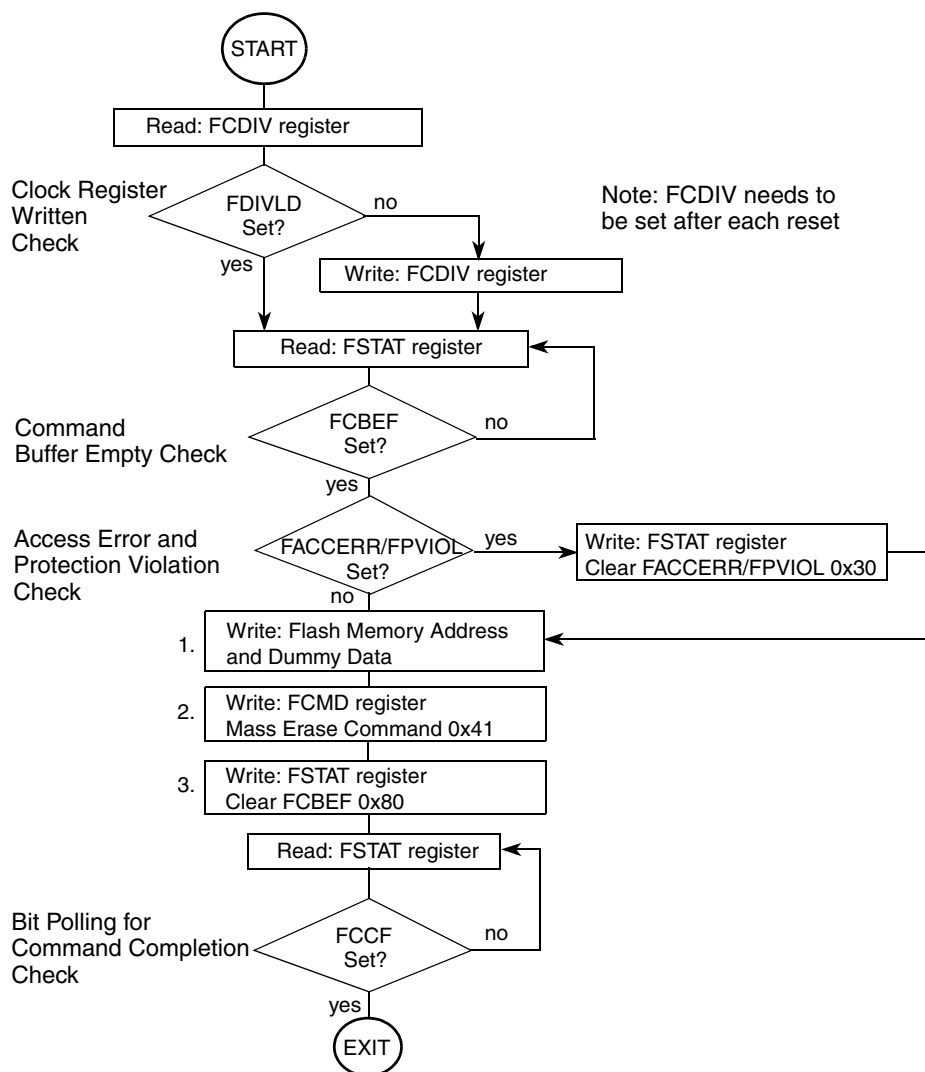 START
Read: FCDIV register
Clock Register
Written
Check
FDIVLD
Set?
no
yes
Note: FCDIV needs to
be set after each reset
Write: FCDIV register
Read: FSTAT register
Command
Buffer Empty Check
FCBEF
Set?
no
yes
Access Error and
Protection Violation
Check
FACCERR/FPVIOL
Set?
yes
no
Write: FSTAT register
Clear FACCERR/FPVIOL 0x30
1.
Write: Flash Memory Address
and Dummy Data
2.
Write: FCMD register
Mass Erase Command 0x41
3.
Write: FSTAT register
Clear FCBEF 0x80
Read: FSTAT register
Bit Polling for
Command Completion
Check
FCCF
Set?
no
yes
EXIT